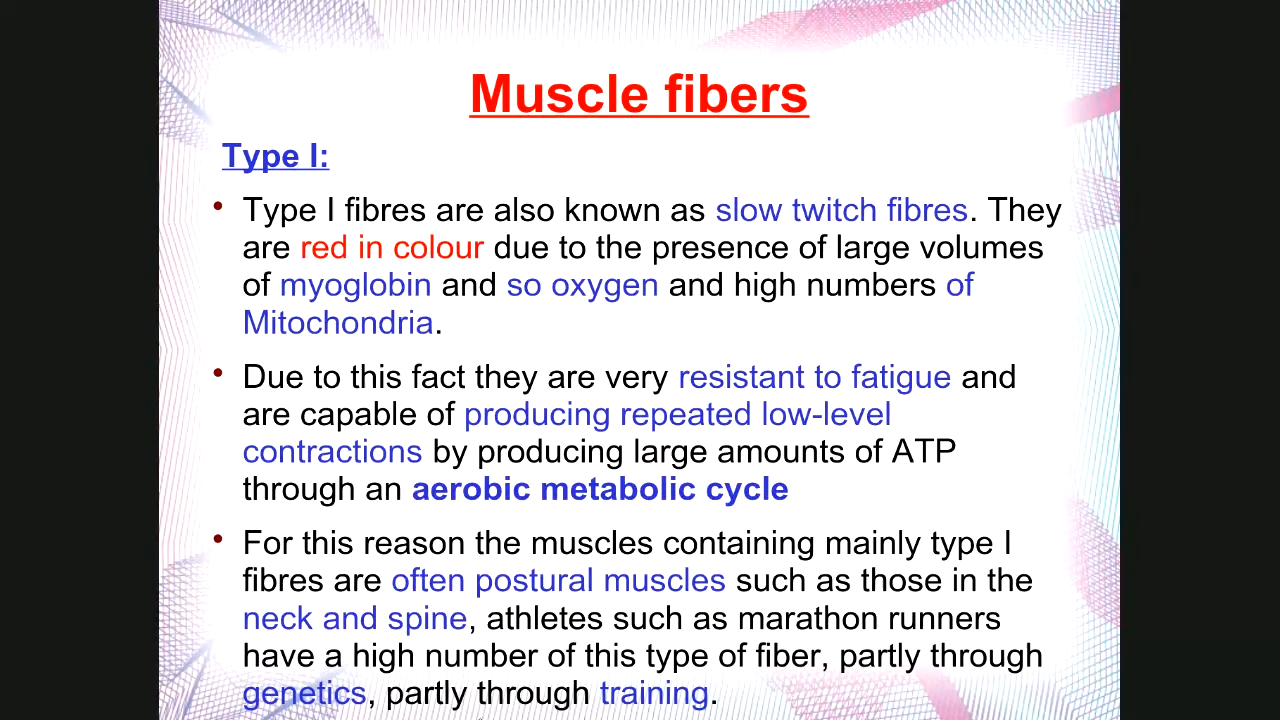 Muscle fibers
Type I:
• Type I fibres are also known as slow twitch fibres. They
are red in colour due to the presence of large volumes
of myoglobin and so oxygen and high numbers of
Mitochondria.
• Due to this fact they are very resistant to fatigue and
are capable of producing repeated low-level
contractions by producing large amounts of ATP
through an aerobic metabolic cycle
• For this reason the muscles containing mainly type I
fibres are often postural muscles such as those in the
neck and spine, athletes such as marathon runners
have a high number of this type of fiber, partly through
genetics, partly through training.